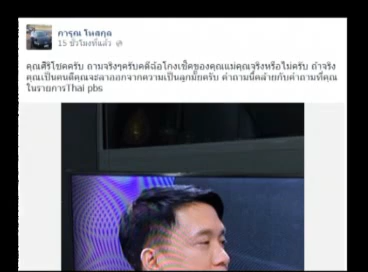 การุณ โหสกุล
15 ชั่วโมงที่แล้ว
คุณศิริโชคครับ ถามจริงๆครับคดีฉ้อโกงเช็คของคุณแม่คุณจริงหรือไม่ครับ ถ้าจริง
คุณเป็นคนดีคุณจะลาออกจากความเป็นลูกมั้ยครับ คำถามนี้คล้ายกับคำถามที่คุณ
ในรายการThai pbs